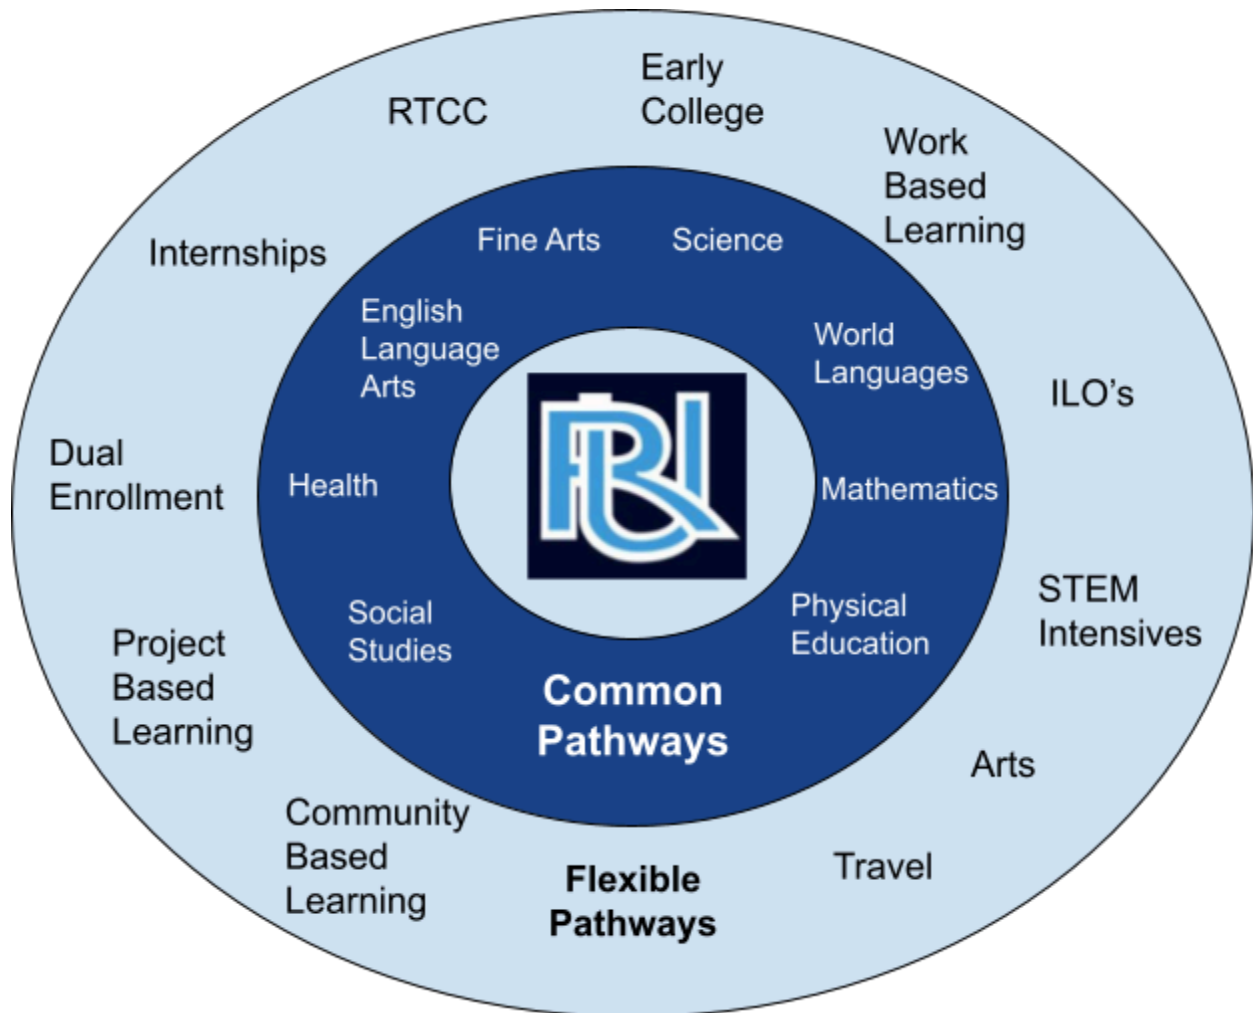 Early
College
RTCC
Work
Based
Learning
Internships
ILO's
Dual
Enrollment
STEM
Intensives
Project
Based
Learning
Arts
Community
Based
Learning
Travel
Flexible
Pathways
Fine Arts
Science
English
Language
Arts
World
Languages
Health
Mathematics
Social
Studies
Physical
Education
Common
Pathways